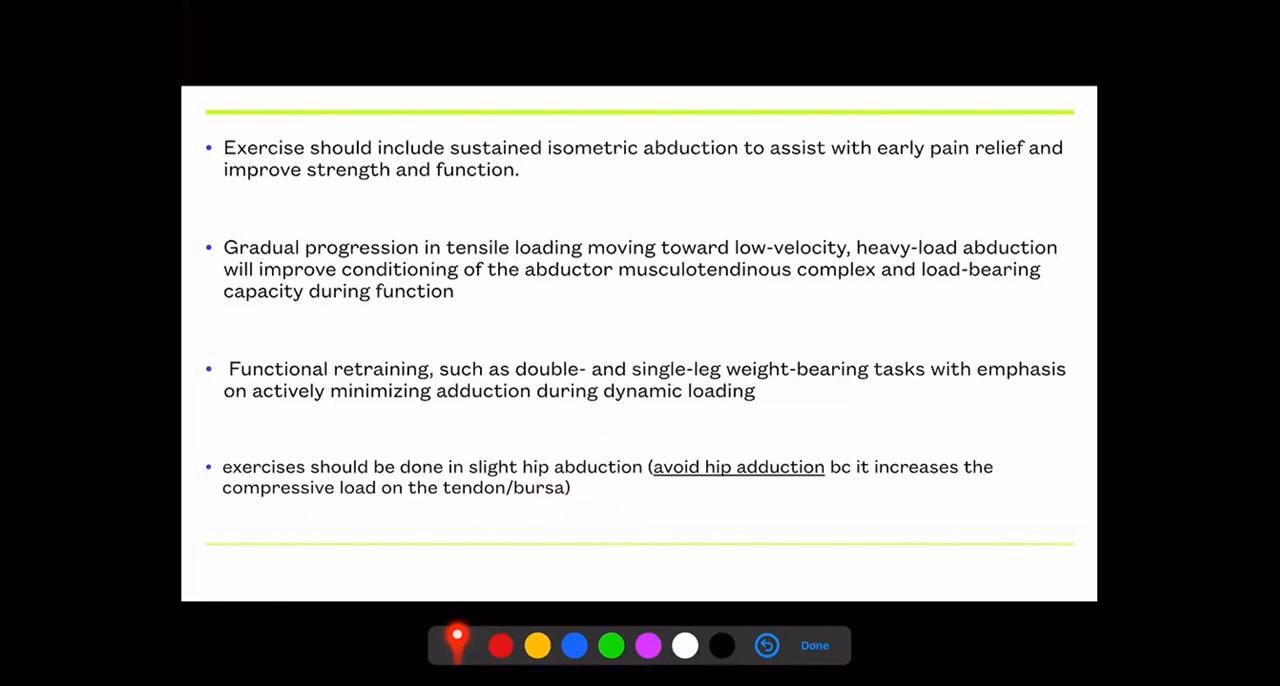 • Exercise should include sustained isometric abduction to assist with early pain relief and
improve strength and function.
• Gradual progression in tensile loading moving toward low-velocity, heavy-load abduction
will improve conditioning of the abductor musculotendinous complex and load-bearing
capacity during function
• Functional retraining, such as double- and single-leg weight-bearing tasks with emphasis
on actively minimizing adduction during dynamic loading
• exercises should be done in slight hip abduction (avoid hip adduction bc it increases the
compressive load on the tendon/bursa)
Done